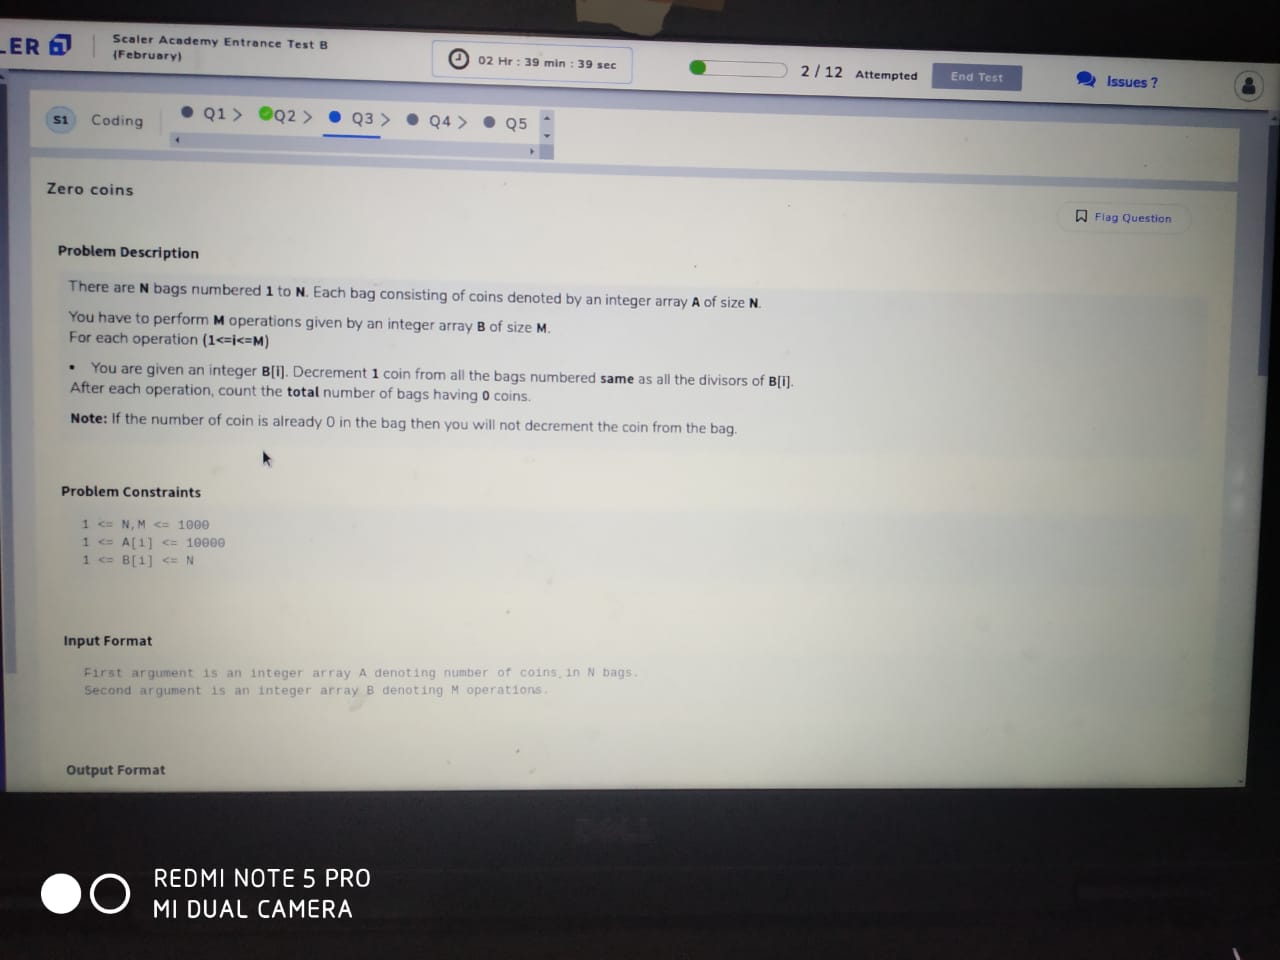 LER
Scaler Academy Entrance Test B
(February)
02 Hr : 39 min : 39 sec
2 / 12 Attempted
End Test
Issues ?
S1 Coding
Q1 > Q2 > Q3 > Q4 > Q5
Zero coins
Flag Question
Problem Description
There are N bags numbered 1 to N. Each bag consisting of coins denoted by an integer array A of size N.
You have to perform M operations given by an integer array B of size M.
For each operation (1<=i<=M)
• You are given an integer B[i]. Decrement 1 coin from all the bags numbered same as all the divisors of B[i].
After each operation, count the total number of bags having 0 coins.
Note: If the number of coin is already 0 in the bag then you will not decrement the coin from the bag.
Problem Constraints
1 <= N,M <= 1000
1 <= A[i] <= 10000
1 <= B[i] <= N
Input Format
First argument is an integer array A denoting number of coins in N bags.
Second argument is an integer array B denoting M operations.
Output Format
DELL
REDMI NOTE 5 PRO
MI DUAL CAMERA